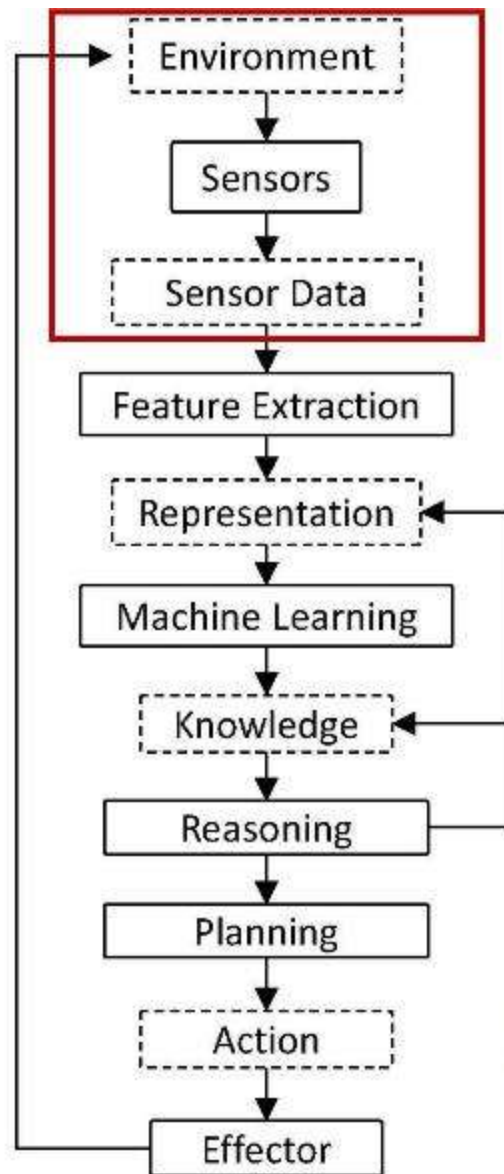 Environment
Sensors
Sensor Data
Feature Extraction
Representation
Machine Learning
Knowledge
Reasoning
Planning
Action
Effector